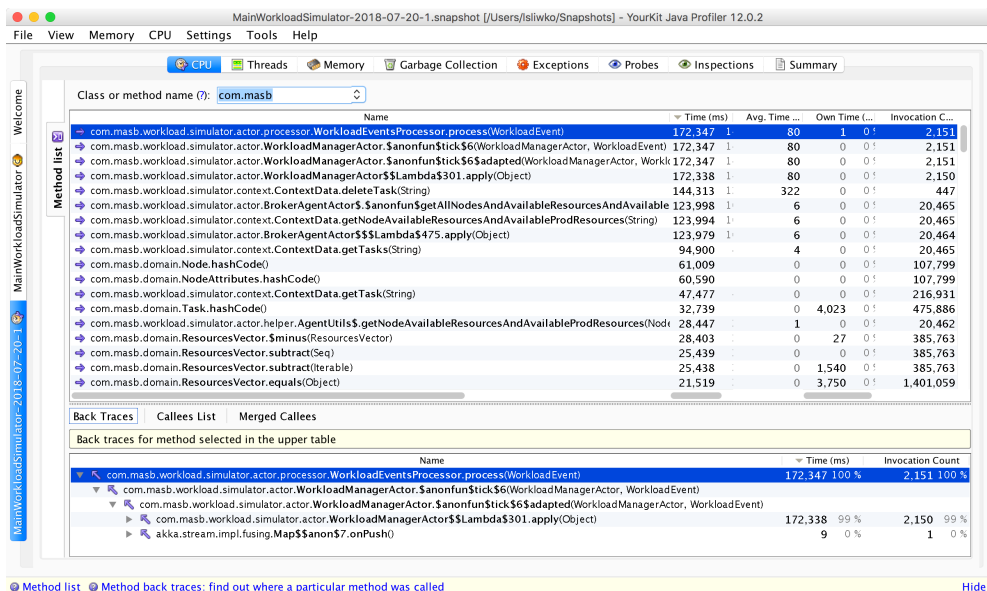 MainWorkloadSimulator-2018-07-20-1.snapshot [/Users/lsliwko/Snapshots] - YourKit Java Profiler 12.0.2
File View Memory CPU Settings Tools Help
CPU Threads Memory Garbage Collection Exceptions Probes Inspections Summary
Welcome
MainWorkloadSimulator
MainWorkloadSimulator-2018-07-20-1
Method list
Class or method name (?): com.masb
Name Time (ms) Avg. Time ... Own Time (... Invocation C...
com.masb.workload.simulator.actor.processor.WorkloadEventsProcessor.process(WorkloadEvent) 172,347 80 1 0 2,151
com.masb.workload.simulator.actor.WorkloadManagerActor.$anonfun$tick$6(WorkloadManagerActor, WorkloadEvent) 172,347 80 0 0 2,151
com.masb.workload.simulator.actor.WorkloadManagerActor.$anonfun$tick$6$adapted(WorkloadManagerActor, Worklo 172,347 80 0 0 2,151
com.masb.workload.simulator.actor.WorkloadManagerActor$$Lambda$301.apply(Object) 172,338 80 0 0 2,150
com.masb.workload.simulator.context.ContextData.deleteTask(String) 144,313 322 0 0 447
com.masb.workload.simulator.actor.BrokerAgentActor$.$anonfun$getAllNodesAndAvailableResourcesAndAvailable 123,998 6 0 0 20,465
com.masb.workload.simulator.context.ContextData.getNodeAvailableResourcesAndAvailableProdResources(String) 123,994 6 0 0 20,465
com.masb.workload.simulator.actor.BrokerAgentActor$$$Lambda$475.apply(Object) 123,979 6 0 0 20,464
com.masb.workload.simulator.context.ContextData.getTasks(String) 94,900 4 0 0 20,465
com.masb.domain.Node.hashCode() 61,009 0 0 0 107,799
com.masb.domain.NodeAttributes.hashCode() 60,590 0 0 0 107,799
com.masb.workload.simulator.context.ContextData.getTask(String) 47,477 0 0 0 216,931
com.masb.domain.Task.hashCode() 32,739 0 4,023 0 475,886
com.masb.workload.simulator.actor.helper.AgentUtils$.getNodeAvailableResourcesAndAvailableProdResources(Node 28,447 1 0 0 20,462
com.masb.domain.ResourcesVector.$minus(ResourcesVector) 28,403 0 27 0 385,763
com.masb.domain.ResourcesVector.subtract(Seq) 25,439 0 0 0 385,763
com.masb.domain.ResourcesVector.subtract(Iterable) 25,438 0 1,540 0 385,763
com.masb.domain.ResourcesVector.equals(Object) 21,519 0 3,750 0 1,401,059
Back Traces Callees List Merged Callees
Back traces for method selected in the upper table
Name Time (ms) Invocation Count
com.masb.workload.simulator.actor.processor.WorkloadEventsProcessor.process(WorkloadEvent) 172,347 100 % 2,151 100 %
com.masb.workload.simulator.actor.WorkloadManagerActor.$anonfun$tick$6(WorkloadManagerActor, WorkloadEvent)
com.masb.workload.simulator.actor.WorkloadManagerActor.$anonfun$tick$6$adapted(WorkloadManagerActor, WorkloadEvent)
com.masb.workload.simulator.actor.WorkloadManagerActor$$Lambda$301.apply(Object) 172,338 99 % 2,150 99 %
akka.stream.impl.fusing.Map$$anon$7.onPush() 9 0 % 1 0 %
Method list Method back traces: find out where a particular method was called Hide